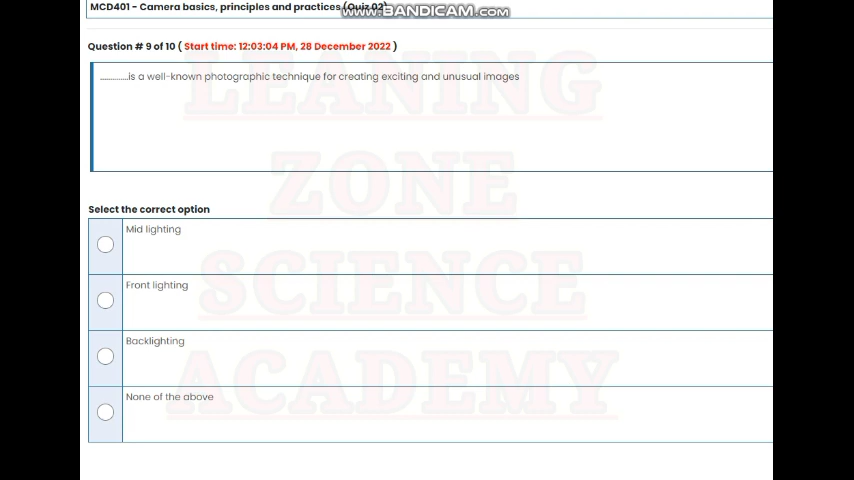 MCD401 - Camera basics, principles and practices (Quiz 02)
www.BANDICAM.com
Question # 9 of 10 ( Start time: 12:03:04 PM, 28 December 2022 )
..............is a well-known photographic technique for creating exciting and unusual images
LEANING
ZONE
SCIENCE
ACADEMY
Select the correct option
Mid lighting
Front lighting
Backlighting
None of the above